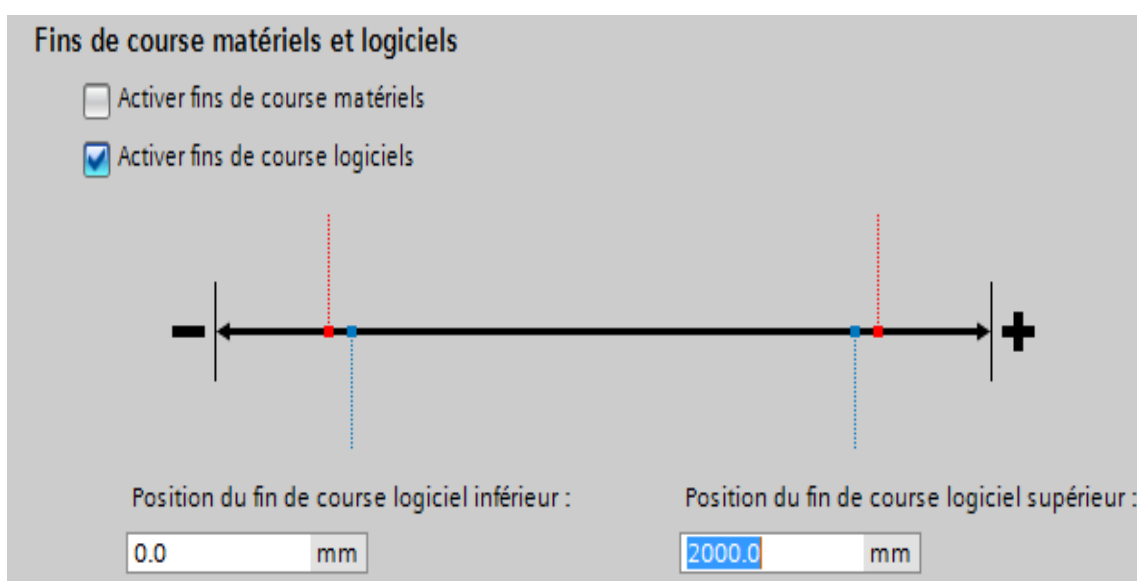 Fins de course matériels et logiciels
Activer fins de course matériels
Activer fins de course logiciels
Position du fin de course logiciel inférieur :
Position du fin de course logiciel supérieur :
0.0 mm
2000.0 mm